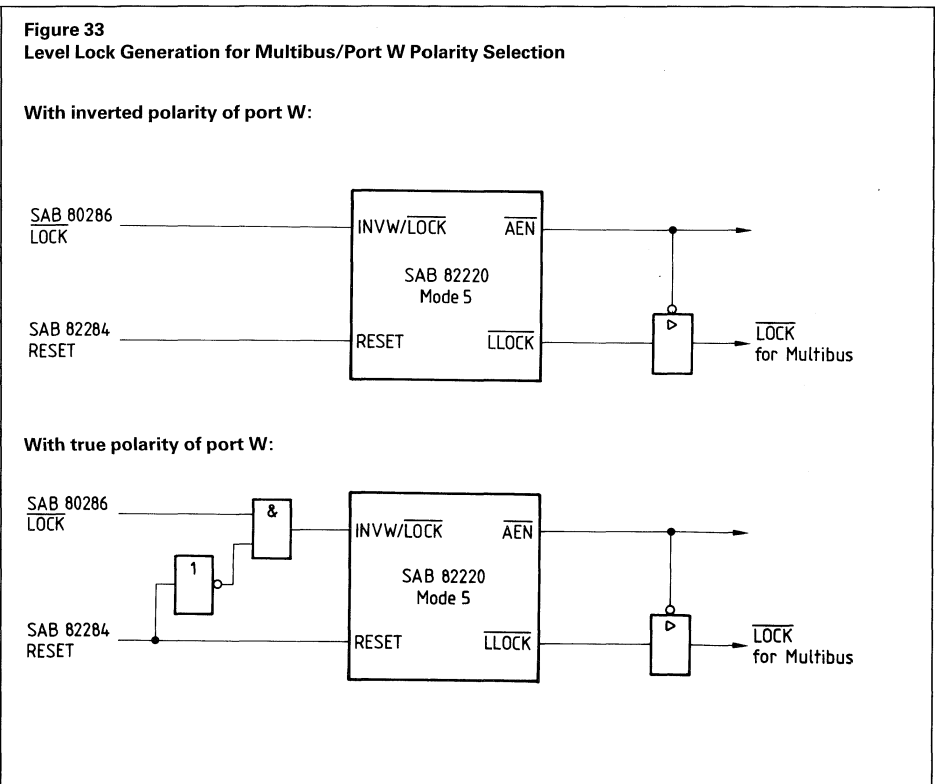 Figure 33
Level Lock Generation for Multibus/Port W Polarity Selection
With inverted polarity of port W:
SAB 80286
LOCK
INVW/LOCK
AEN
SAB 82220
Mode 5
SAB 82284
RESET
RESET
LLOCK
LOCK
for Multibus
With true polarity of port W:
SAB 80286
LOCK
&
INVW/LOCK
AEN
1
SAB 82220
Mode 5
SAB 82284
RESET
RESET
LLOCK
LOCK
for Multibus